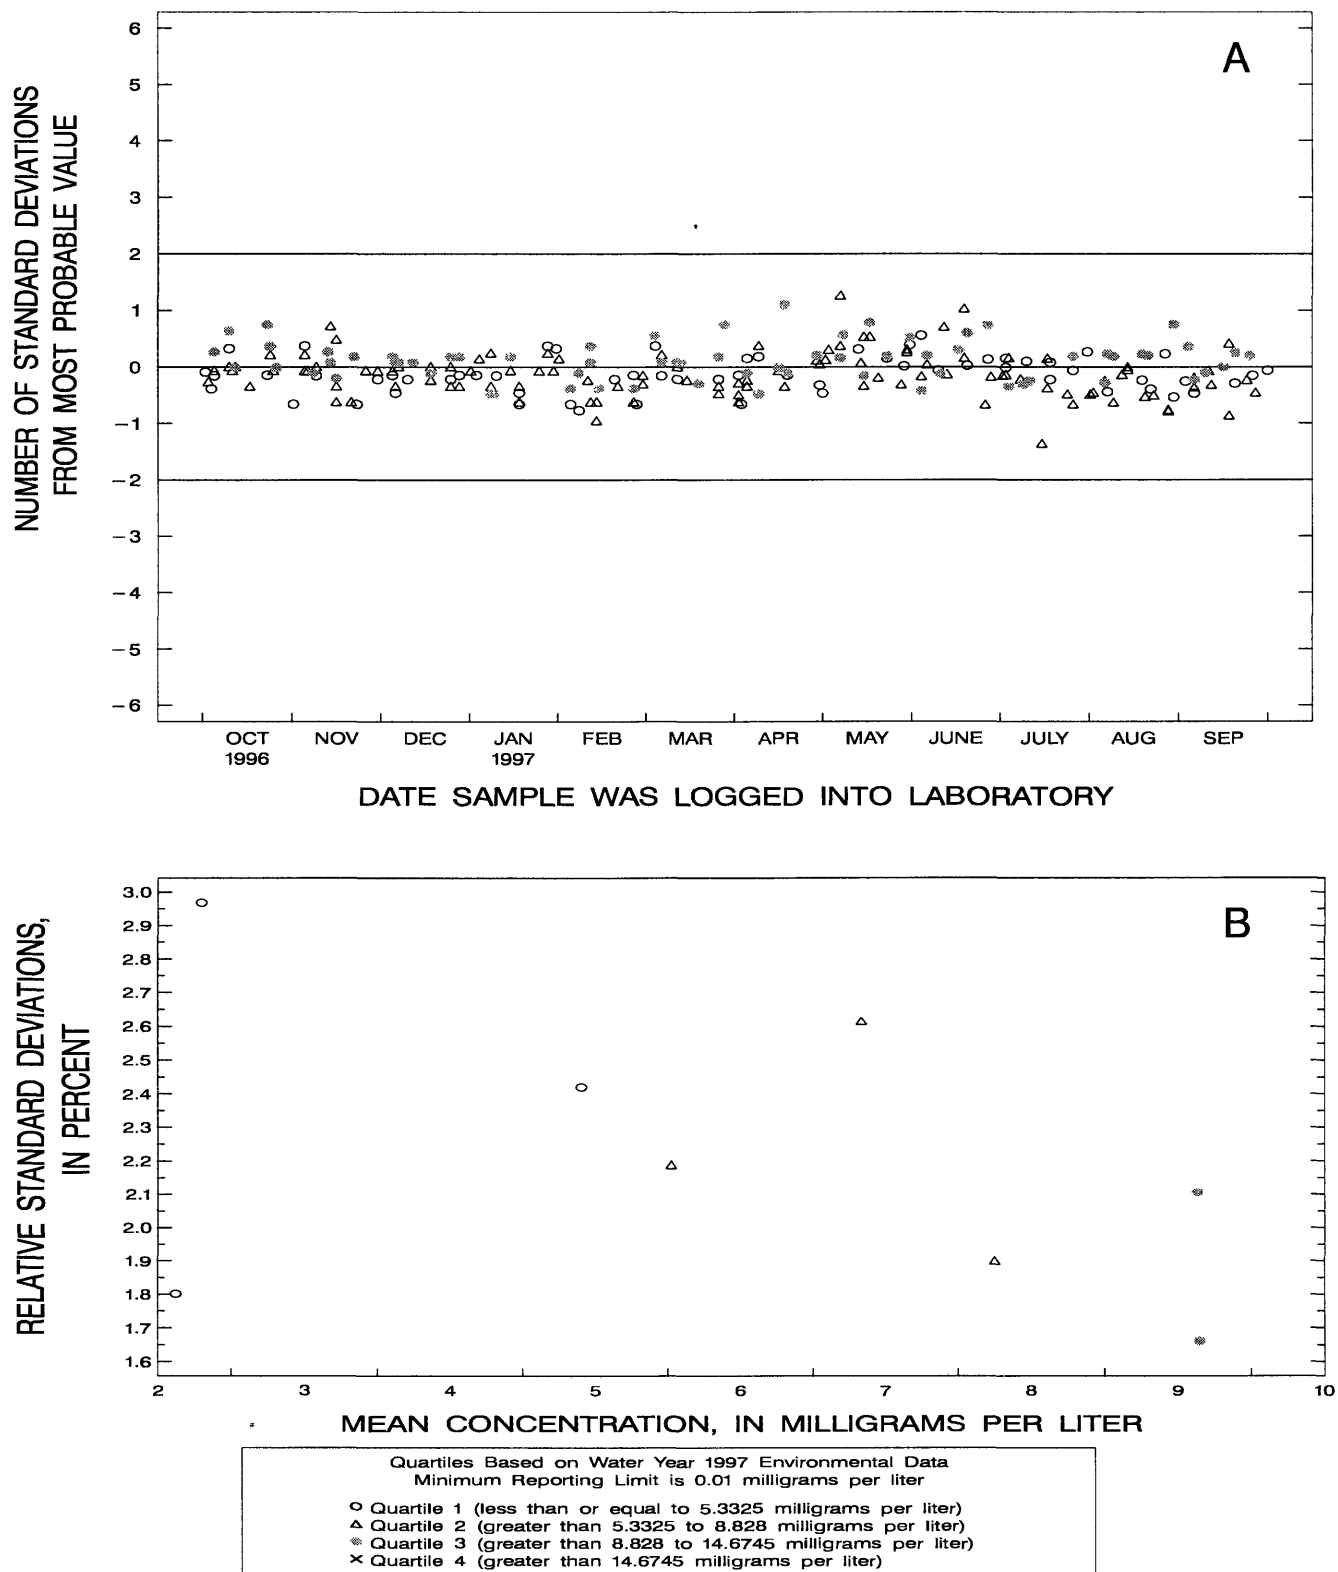 A
NUMBER OF STANDARD DEVIATIONS
FROM MOST PROBABLE VALUE
6
5
4
3
2
1
0
−1
−2
−3
−4
−5
−6
OCT NOV DEC JAN FEB MAR APR MAY JUNE JULY AUG SEP
1996 1997
DATE SAMPLE WAS LOGGED INTO LABORATORY
B
RELATIVE STANDARD DEVIATIONS,
IN PERCENT
3.0
2.9
2.8
2.7
2.6
2.5
2.4
2.3
2.2
2.1
2.0
1.9
1.8
1.7
1.6
2 3 4 5 6 7 8 9 10
MEAN CONCENTRATION, IN MILLIGRAMS PER LITER
Quartiles Based on Water Year 1997 Environmental Data
Minimum Reporting Limit is 0.01 milligrams per liter
Quartile 1 (less than or equal to 5.3325 milligrams per liter)
Quartile 2 (greater than 5.3325 to 8.828 milligrams per liter)
Quartile 3 (greater than 8.828 to 14.6745 milligrams per liter)
Quartile 4 (greater than 14.6745 milligrams per liter)